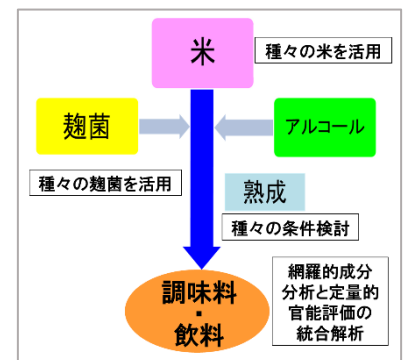 米
種々の米を活用
麹菌
アルコール
種々の麹菌を活用
熟成
種々の条件検討
調味料
・
飲料
網羅的成分
分析と定量的
官能評価の
統合解析